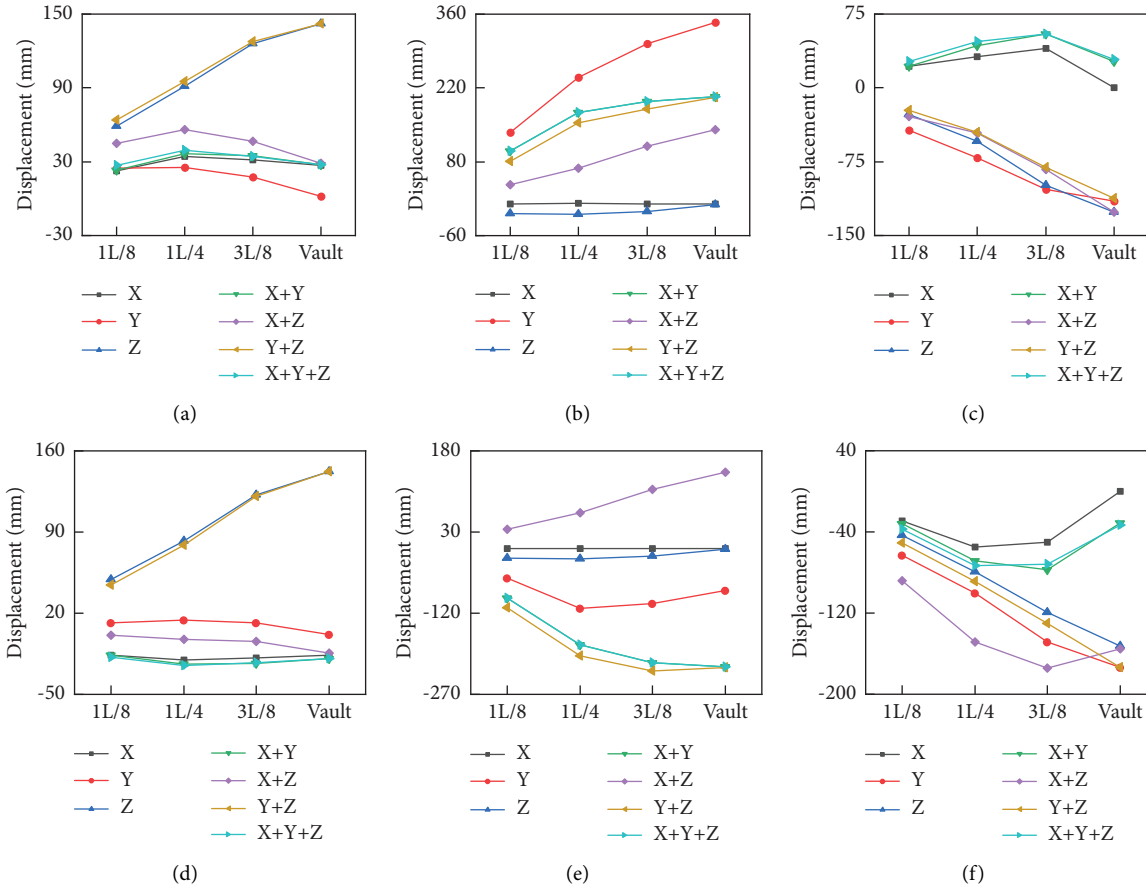 Displacement (mm)
150
90
30
-30
1L/8 1L/4 3L/8 Vault
X
Y
Z
X+Y
X+Z
Y+Z
X+Y+Z
(a)
Displacement (mm)
360
220
80
-60
1L/8 1L/4 3L/8 Vault
X
Y
Z
X+Y
X+Z
Y+Z
X+Y+Z
(b)
Displacement (mm)
75
0
-75
-150
1L/8 1L/4 3L/8 Vault
X
Y
Z
X+Y
X+Z
Y+Z
X+Y+Z
(c)
Displacement (mm)
160
90
20
-50
1L/8 1L/4 3L/8 Vault
X
Y
Z
X+Y
X+Z
Y+Z
X+Y+Z
(d)
Displacement (mm)
180
30
-120
-270
1L/8 1L/4 3L/8 Vault
X
Y
Z
X+Y
X+Z
Y+Z
X+Y+Z
(e)
Displacement (mm)
40
-40
-120
-200
1L/8 1L/4 3L/8 Vault
X
Y
Z
X+Y
X+Z
Y+Z
X+Y+Z
(f)